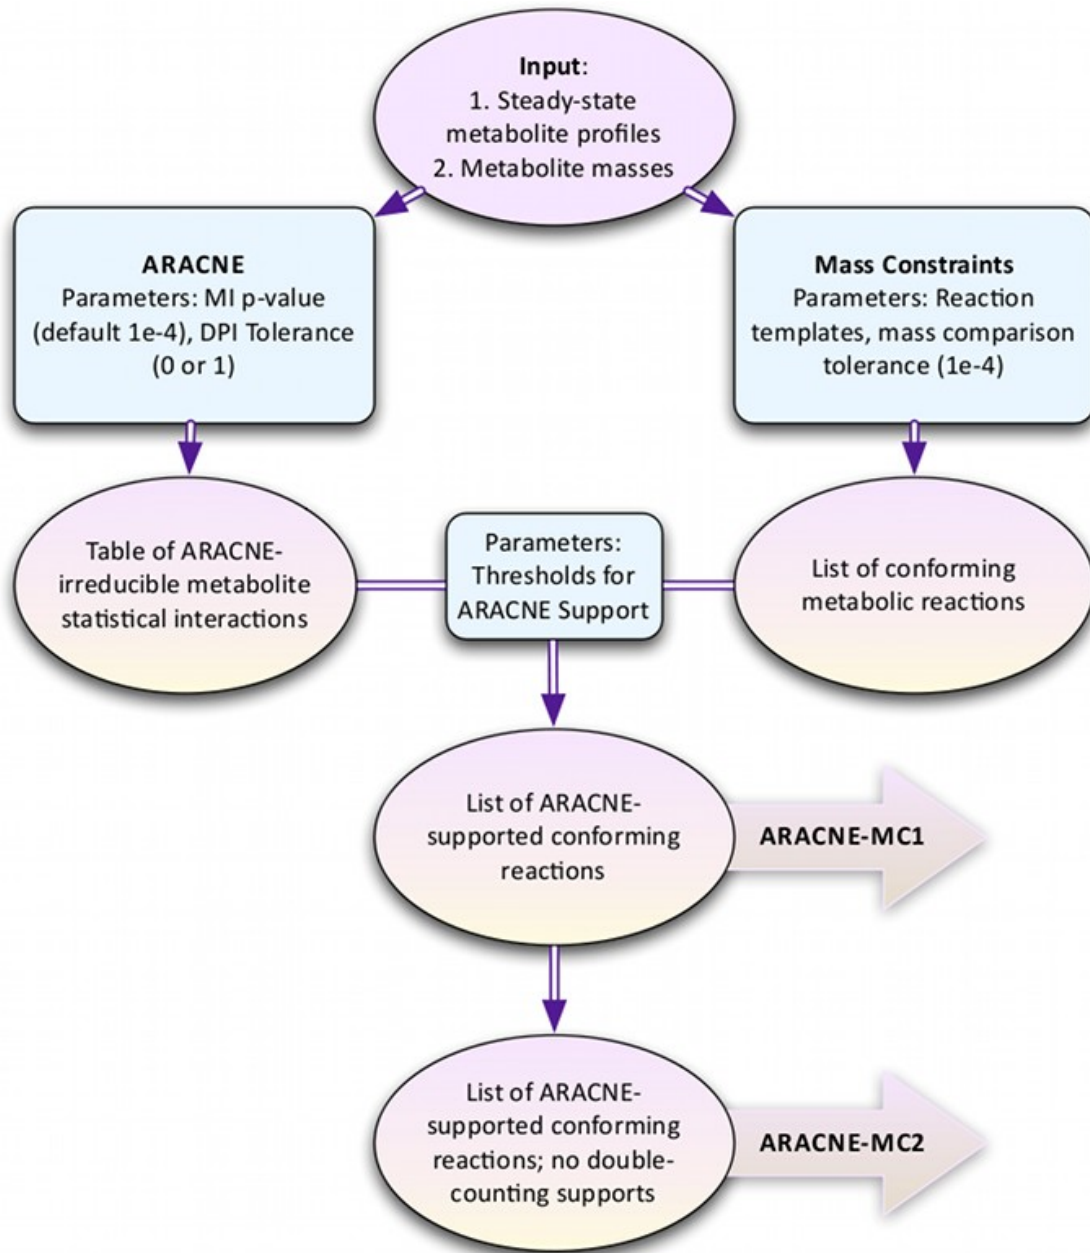 Input:
1. Steady-state
metabolite profiles
2. Metabolite masses
ARACNE
Parameters: MI p-value
(default 1e-4), DPI Tolerance
(0 or 1)
Mass Constraints
Parameters: Reaction
templates, mass comparison
tolerance (1e-4)
Table of ARACNE-
irreducible metabolite
statistical interactions
Parameters:
Thresholds for
ARACNE Support
List of conforming
metabolic reactions
List of ARACNE-
supported conforming
reactions
ARACNE-MC1
List of ARACNE-
supported conforming
reactions; no double-
counting supports
ARACNE-MC2